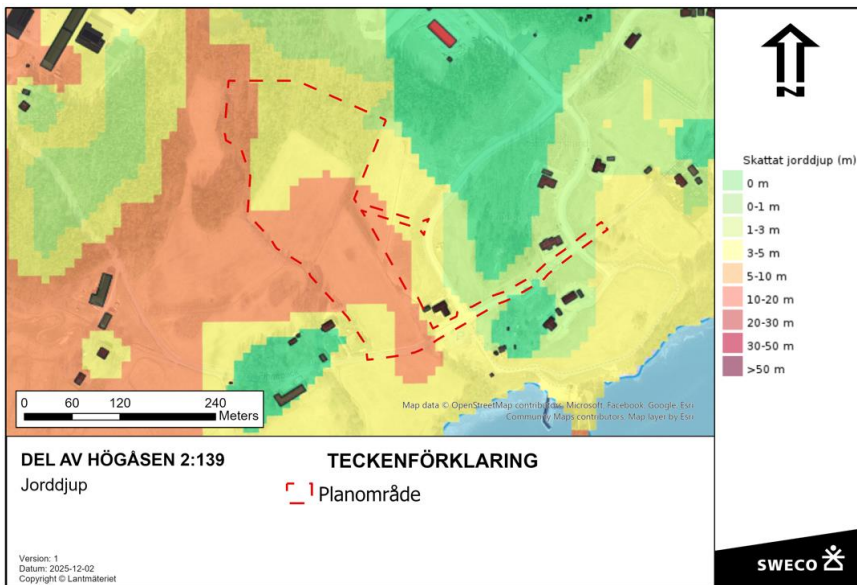 N
Skattat jorddjup (m)
0 m
0-1 m
1-3 m
3-5 m
5-10 m
10-20 m
20-30 m
30-50 m
>50 m
0 60 120 240
Meters
Map data © OpenStreetMap contributors, Microsoft, Facebook, Google, Esri
Community Maps contributors, Map layer by Esri
DEL AV HÖGÅSEN 2:139
Jorddjup
TECKENFÖRKLARING
Planområde
Version: 1
Datum: 2025-12-02
Copyright © Lantmäteriet
SWECO